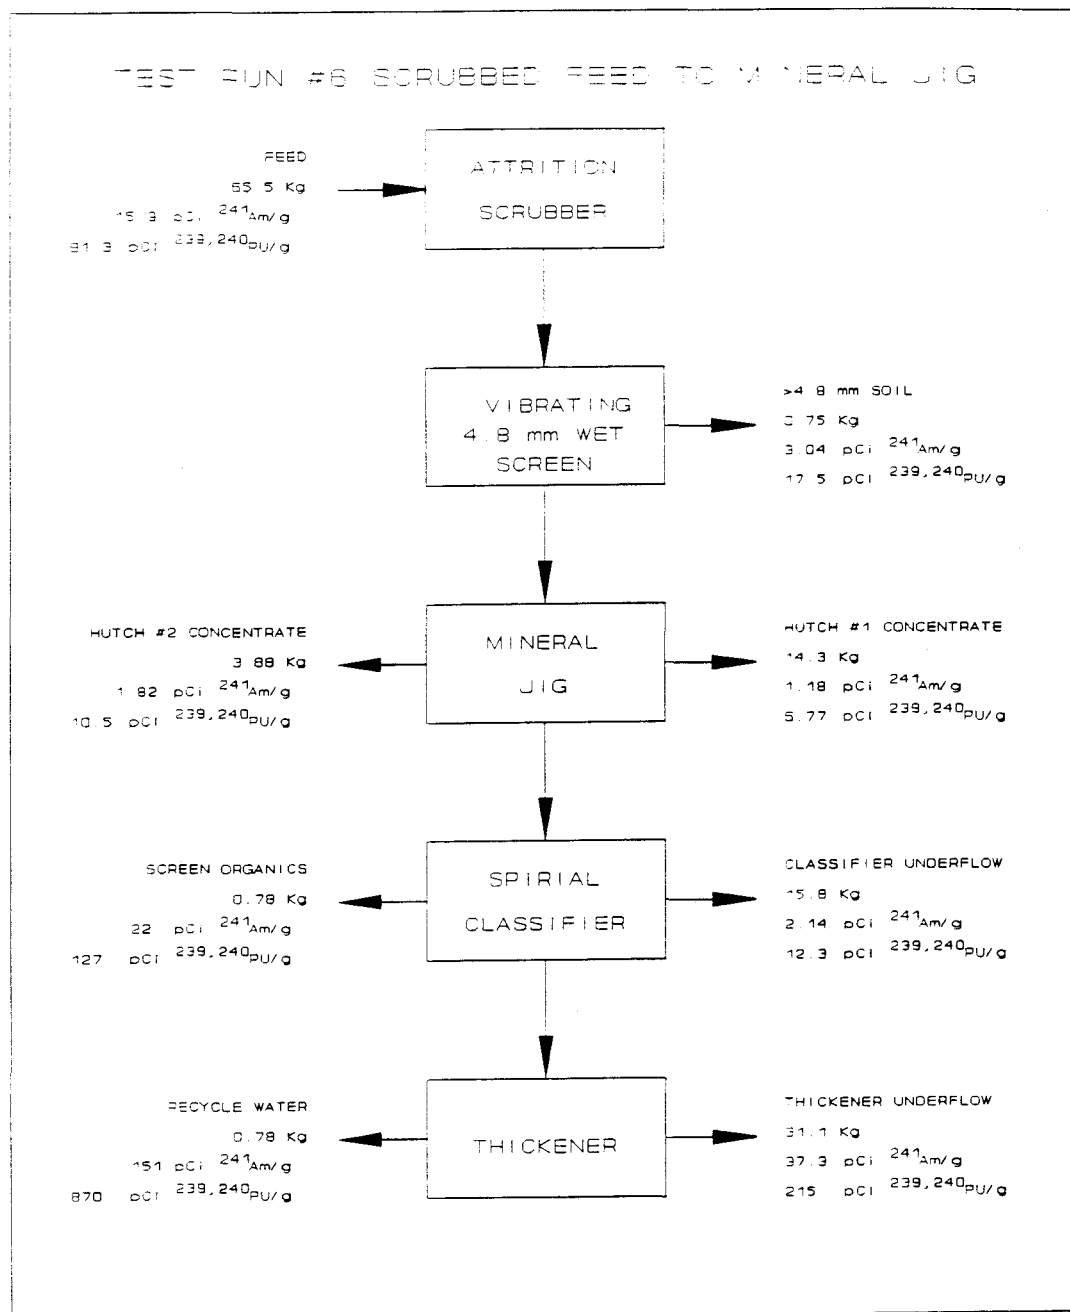 TEST RUN #6 SCRUBBED FEED TO MINERAL JIG
FEED
65.5 Kg
15.9 pCi 241Am/g
91.3 pCi 239,240PU/g
ATTRITION
SCRUBBER
VIBRATING
4.8 mm WET
SCREEN
>4.8 mm SOIL
0.75 Kg
3.04 pCi 241Am/g
17.5 pCi 239,240PU/g
HUTCH #2 CONCENTRATE
3.88 Kg
1.82 pCi 241Am/g
10.5 pCi 239,240PU/g
MINERAL
JIG
HUTCH #1 CONCENTRATE
14.3 Kg
1.18 pCi 241Am/g
6.77 pCi 239,240PU/g
SCREEN ORGANICS
0.78 Kg
22 pCi 241Am/g
127 pCi 239,240PU/g
SPIRIAL
CLASSIFIER
CLASSIFIER UNDERFLOW
15.8 Kg
2.14 pCi 241Am/g
12.3 pCi 239,240PU/g
RECYCLE WATER
0.78 Kg
151 pCi 241Am/g
870 pCi 239,240PU/g
THICKENER
THICKENER UNDERFLOW
31.1 Kg
37.3 pCi 241Am/g
215 pCi 239,240PU/g